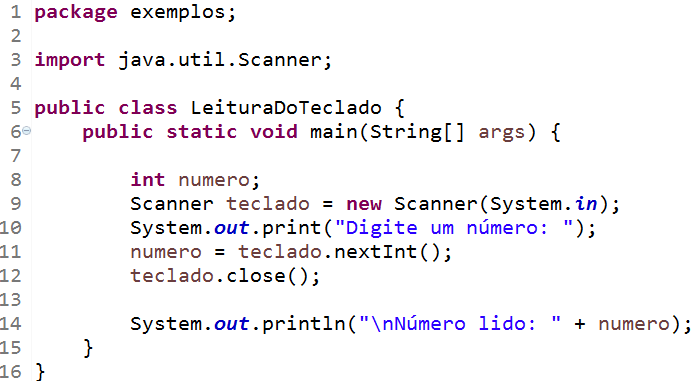 1 package exemplos;
2
3 import java.util.Scanner;
4
5 public class LeituraDoTeclado {
6 public static void main(String[] args) {
7
8 int numero;
9 Scanner teclado = new Scanner(System.in);
10 System.out.print("Digite um número: ");
11 numero = teclado.nextInt();
12 teclado.close();
13
14 System.out.println("\nNúmero lido: " + numero);
15 }
16 }